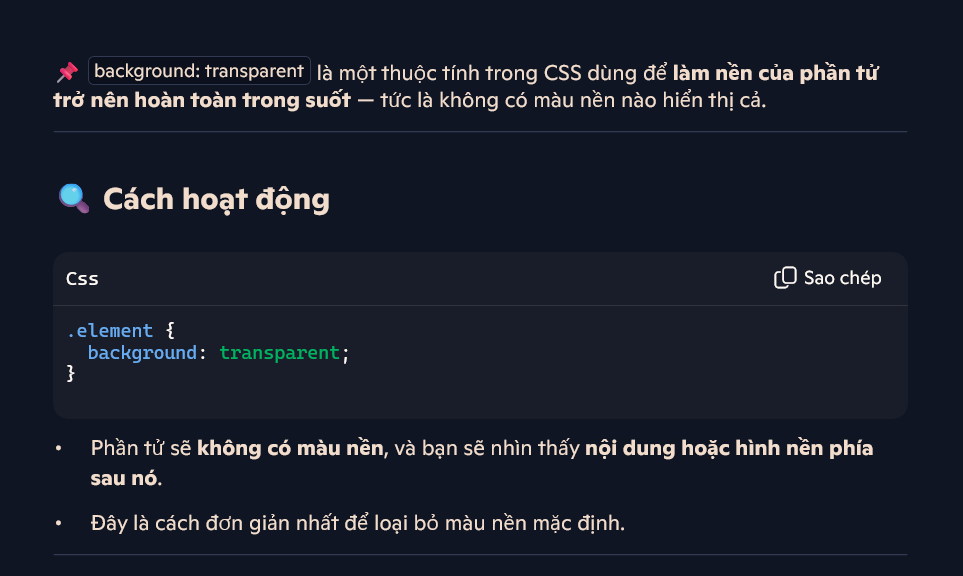 background: transparent là một thuộc tính trong CSS dùng để làm nền của phần tử
trở nên hoàn toàn trong suốt — tức là không có màu nền nào hiển thị cả.
Cách hoạt động
Css
Sao chép
.element {
  background: transparent;
}
• Phần tử sẽ không có màu nền, và bạn sẽ nhìn thấy nội dung hoặc hình nền phía
sau nó.
• Đây là cách đơn giản nhất để loại bỏ màu nền mặc định.